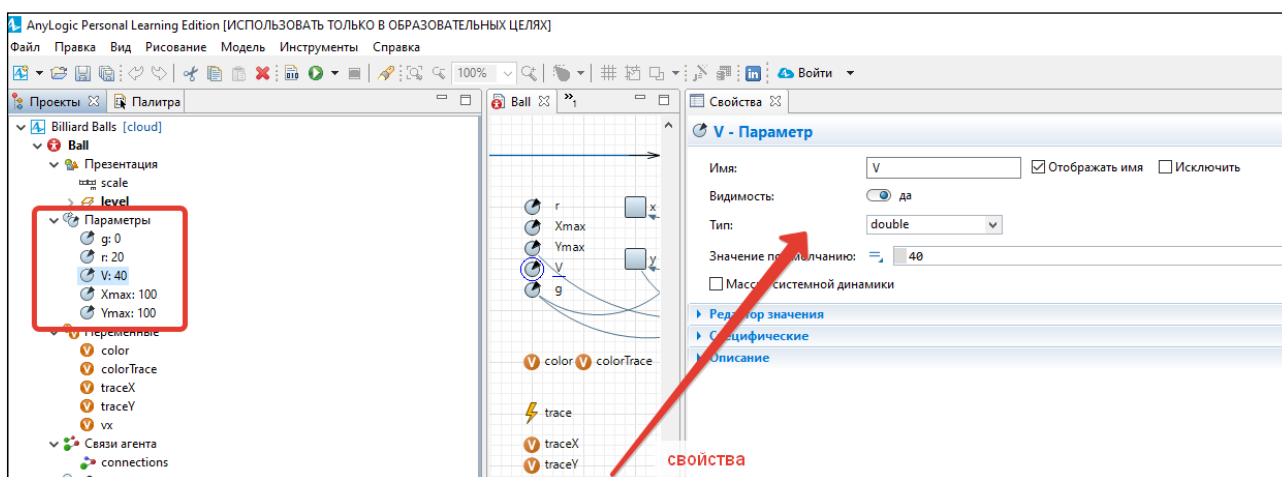 AnyLogic Personal Learning Edition [ИСПОЛЬЗОВАТЬ ТОЛЬКО В ОБРАЗОВАТЕЛЬНЫХ ЦЕЛЯХ]
Файл Правка Вид Рисование Модель Инструменты Справка
100% Войти
Проекты Палитра
Billiard Balls [cloud]
Ball
Презентация
scale
level
Параметры
g: 0
r: 20
V: 40
Xmax: 100
Ymax: 100
Переменные
color
colorTrace
traceX
traceY
vx
Связи агента
connections
Ball 1
r
x
Xmax
Ymax
V
y
g
color colorTrace
trace
traceX
traceY
Свойства
V - Параметр
Имя: V Отображать имя Исключить
Видимость: да
Тип: double
Значение по умолчанию: 40
системной динамики
Редактор значения
Специфические
Описание
свойства